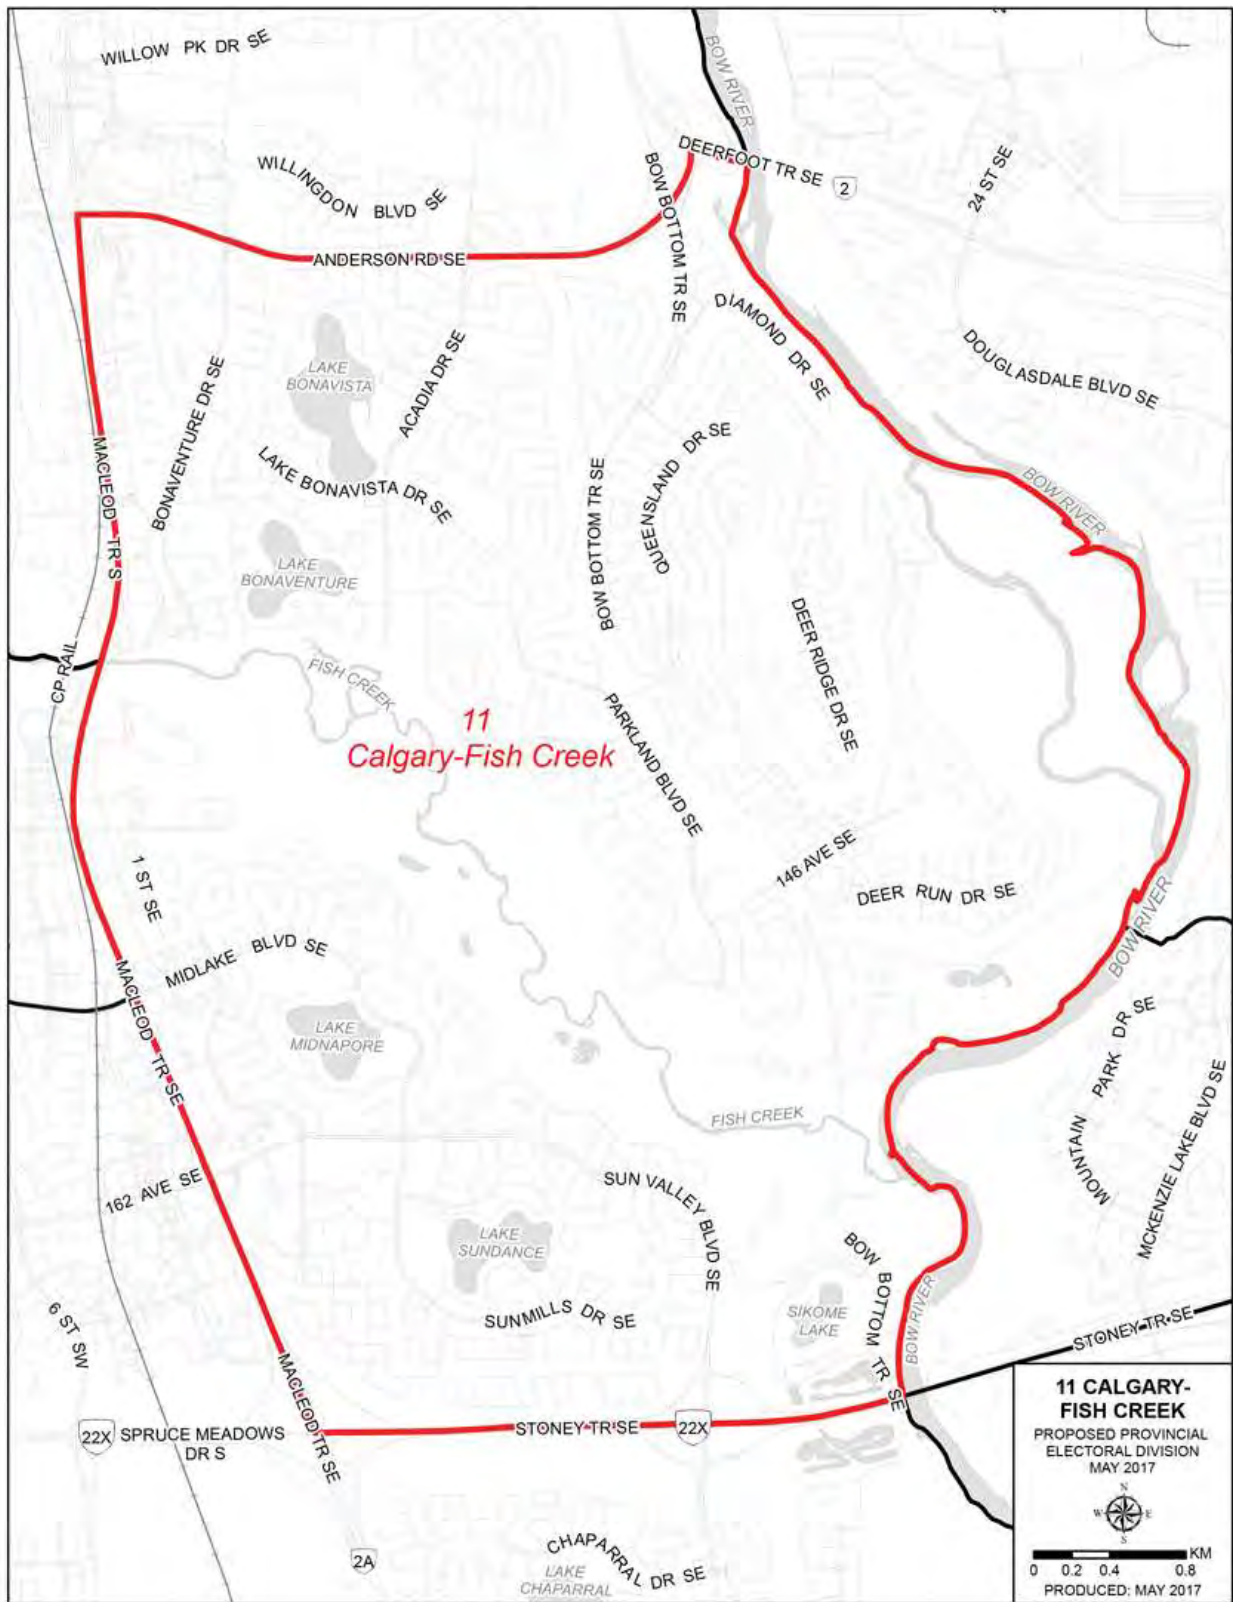 WILLOW PK DR SE
BOW RIVER
DEERFOOT TR SE
2
24 ST SE
WILLINGDON BLVD SE
BOW BOTTOM TR SE
ANDERSON RD SE
DIAMOND DR SE
DOUGLASDALE BLVD SE
LAKE
BONAVISTA
ACADIA DR SE
BONAVENTURE DR SE
MACLEOD TR S
LAKE BONAVISTA DR SE
BOW BOTTOM TR SE
QUEENSLAND DR SE
BOW RIVER
LAKE
BONAVENTURE
DEER RIDGE DR SE
CP RAIL
FISH CREEK
11
Calgary-Fish Creek
PARKLAND BLVD SE
146 AVE SE
DEER RUN DR SE
1 ST SE
MIDLAKE BLVD SE
BOW RIVER
MACLEOD TR SE
LAKE
MIDNAPORE
MOUNTAIN PARK DR SE
MCKENZIE LAKE BLVD SE
FISH CREEK
162 AVE SE
SUN VALLEY BLVD SE
LAKE
SUNDANCE
BOW BOTTOM TR SE
BOW RIVER
SIKOME
LAKE
SUNMILLS DR SE
6 ST SW
STONEY TR SE
MACLEOD TR SE
22X
SPRUCE MEADOWS
DR S
STONEY TR SE
22X
2A
CHAPARRAL DR SE
LAKE
CHAPARRAL
11 CALGARY-
FISH CREEK
PROPOSED PROVINCIAL
ELECTORAL DIVISION
MAY 2017
N
W E
S
KM
0 0.2 0.4 0.8
PRODUCED: MAY 2017